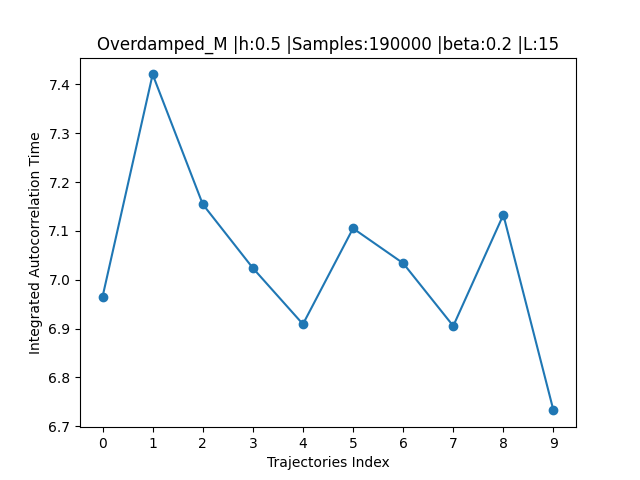 Overdamped_M |h:0.5 |Samples:190000 |beta:0.2 |L:15
Integrated Autocorrelation Time
7.4
7.3
7.2
7.1
7.0
6.9
6.8
6.7
0 1 2 3 4 5 6 7 8 9
Trajectories Index